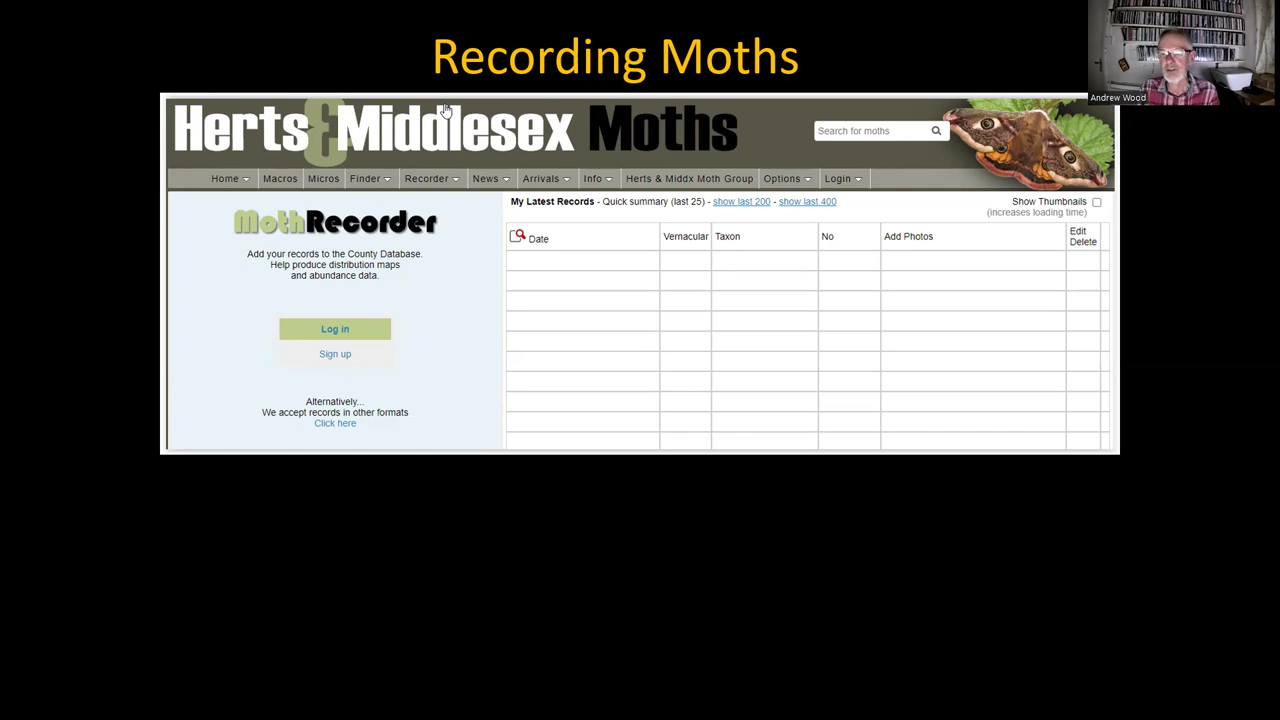 Recording Moths
Andrew Wood
Herts & Middlesex Moths
Search for moths
Home Macros Micros Finder Recorder News Arrivals Info Herts & Middx Moth Group Options Login
MothRecorder
Add your records to the County Database.
Help produce distribution maps
and abundance data.
Log in
Sign up
Alternatively...
We accept records in other formats
Click here
My Latest Records - Quick summary (last 25) - show last 200 - show last 400
Show Thumbnails
(increases loading time)
Date Vernacular Taxon No Add Photos Edit
Delete